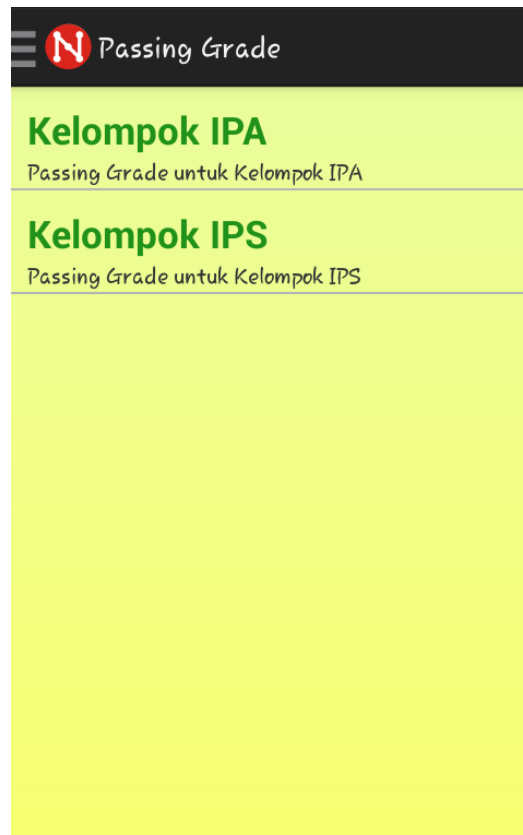 Passing Grade
Kelompok IPA
Passing Grade untuk Kelompok IPA
Kelompok IPS
Passing Grade untuk Kelompok IPS